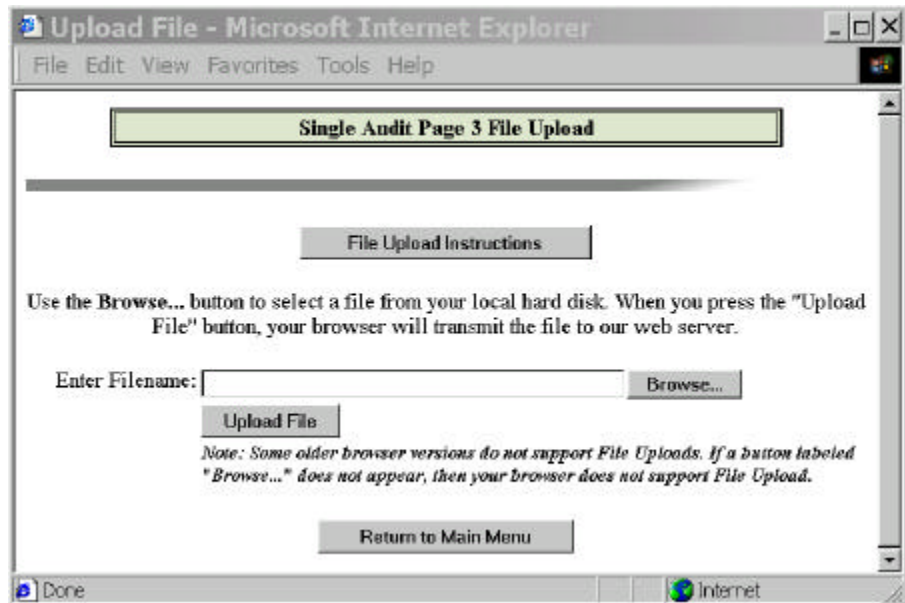 Upload File - Microsoft Internet Explorer
File Edit View Favorites Tools Help
Single Audit Page 3 File Upload
File Upload Instructions
Use the Browse... button to select a file from your local hard disk. When you press the "Upload
File" button, your browser will transmit the file to our web server.
Enter Filename: Browse...
Upload File
Note: Some older browser versions do not support File Uploads. If a button labeled
"Browse..." does not appear, then your browser does not support File Upload.
Return to Main Menu
Done Internet